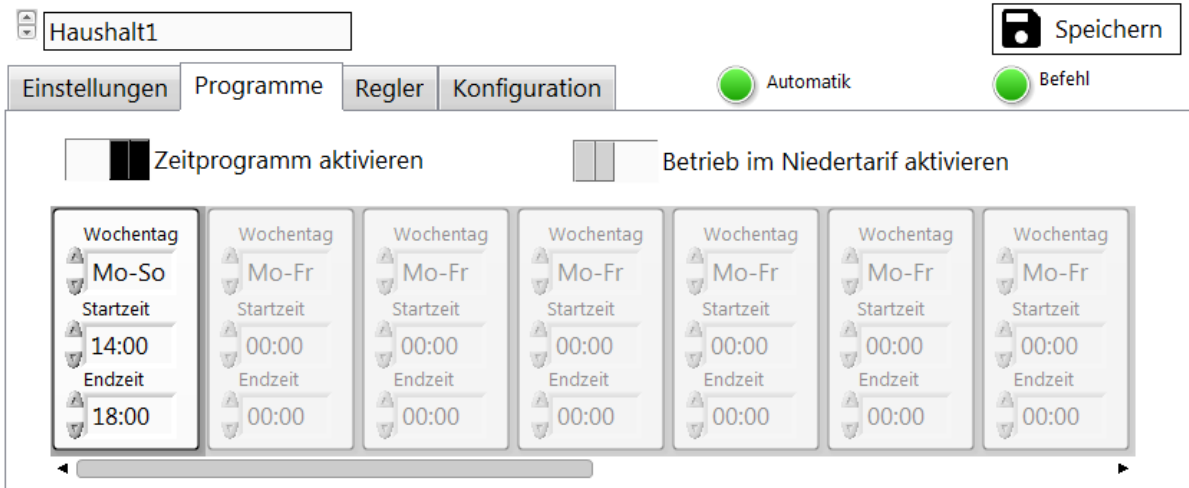 Haushalt1
Speichern
Einstellungen Programme Regler Konfiguration Automatik Befehl
Zeitprogramm aktivieren Betrieb im Niedertarif aktivieren
Wochentag Wochentag Wochentag Wochentag Wochentag Wochentag Wochentag
Mo-So Mo-Fr Mo-Fr Mo-Fr Mo-Fr Mo-Fr Mo-Fr
Startzeit Startzeit Startzeit Startzeit Startzeit Startzeit Startzeit
14:00 00:00 00:00 00:00 00:00 00:00 00:00
Endzeit Endzeit Endzeit Endzeit Endzeit Endzeit Endzeit
18:00 00:00 00:00 00:00 00:00 00:00 00:00